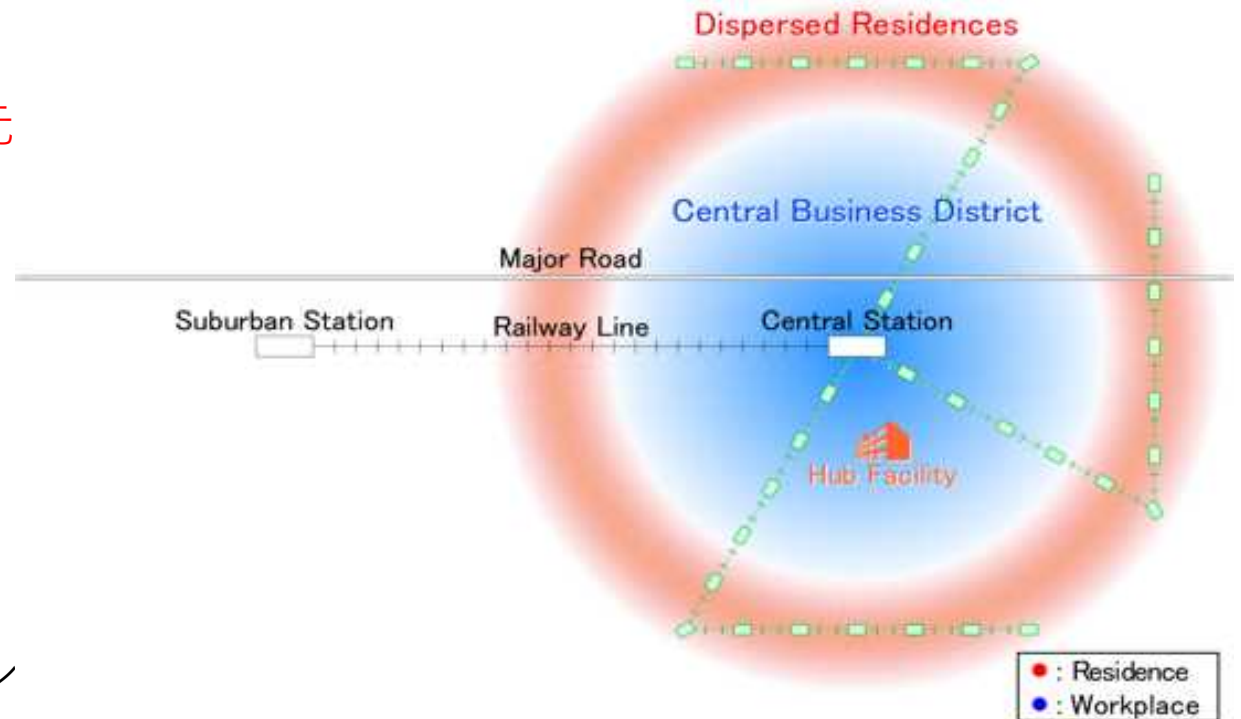 Dispersed Residences
Central Business District
Major Road
Suburban Station
Railway Line
Central Station
Hub Facility
: Residence
: Workplace